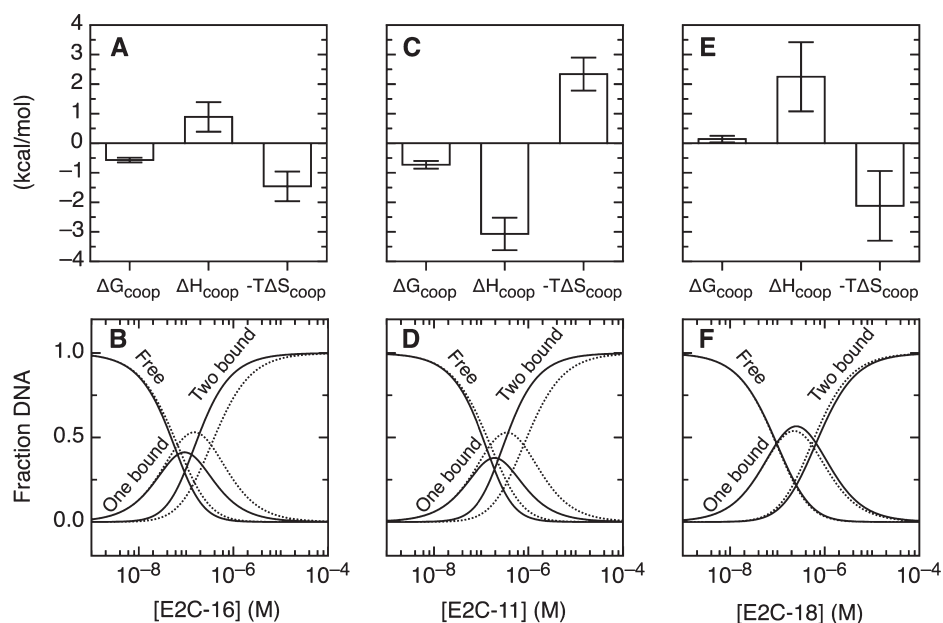 A
C
E
(kcal/mol)
4
3
2
1
0
−1
−2
−3
−4
ΔGcoop ΔHcoop -TΔScoop
ΔGcoop ΔHcoop -TΔScoop
ΔGcoop ΔHcoop -TΔScoop
B
Free
Two bound
One bound
D
Free
Two bound
One bound
F
Free
Two bound
One bound
Fraction DNA
1.0
0.5
0.0
10−8 10−6 10−4
10−8 10−6 10−4
10−8 10−6 10−4
[E2C-16] (M)
[E2C-11] (M)
[E2C-18] (M)